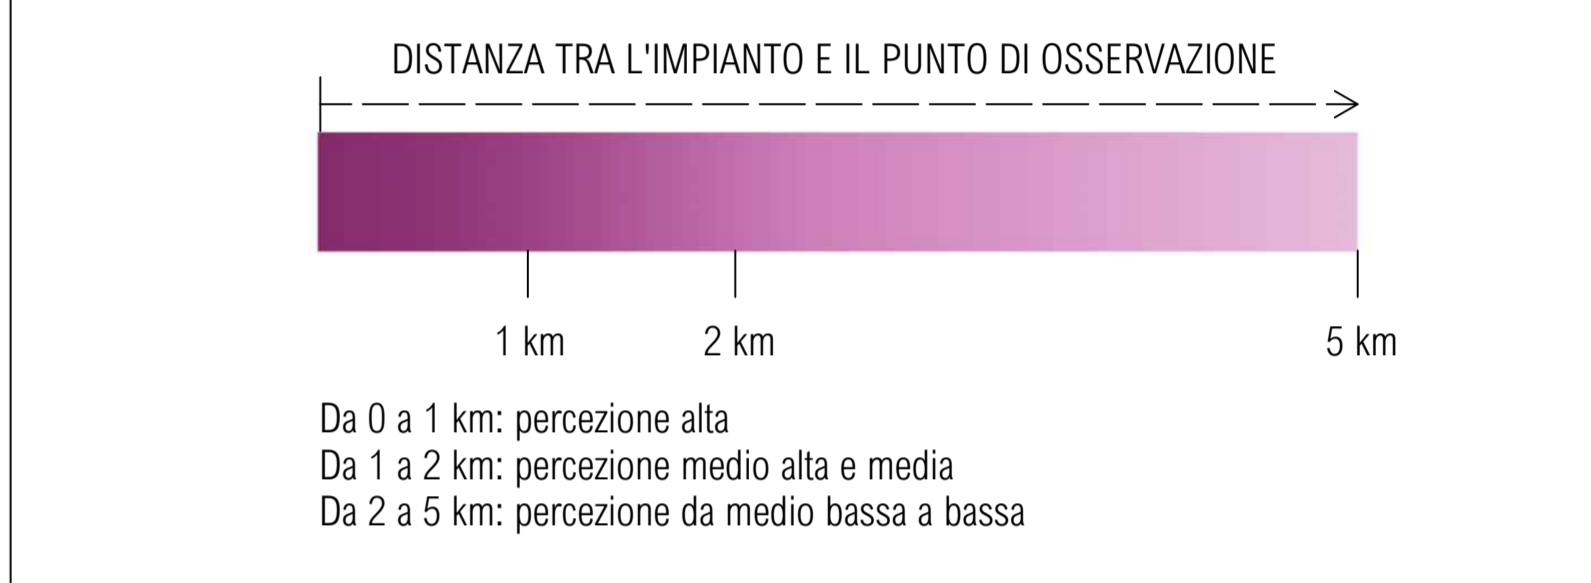 DISTANZA TRA L'IMPIANTO E IL PUNTO DI OSSERVAZIONE
1 km 2 km 5 km
Da 0 a 1 km: percezione alta
Da 1 a 2 km: percezione medio alta e media
Da 2 a 5 km: percezione da medio bassa a bassa